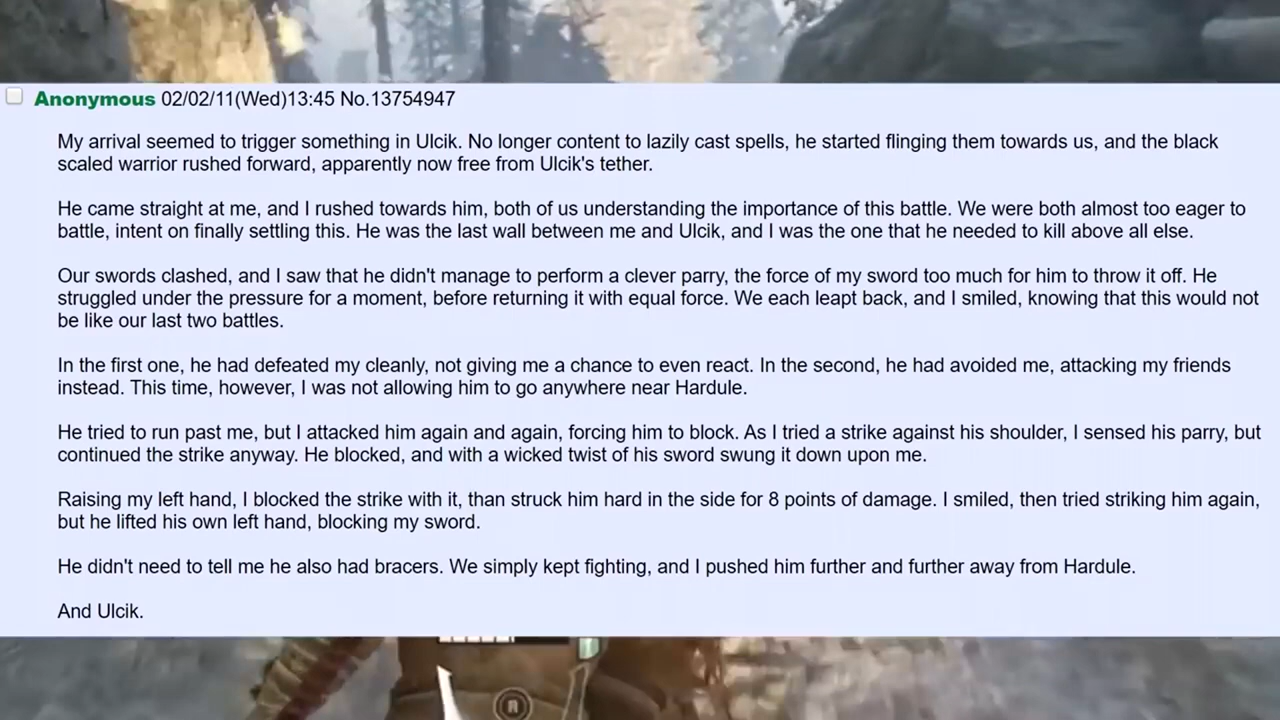 Anonymous 02/02/11(Wed)13:45 No.13754947
My arrival seemed to trigger something in Ulcik. No longer content to lazily cast spells, he started flinging them towards us, and the black
scaled warrior rushed forward, apparently now free from Ulcik's tether.
He came straight at me, and I rushed towards him, both of us understanding the importance of this battle. We were both almost too eager to
battle, intent on finally settling this. He was the last wall between me and Ulcik, and I was the one that he needed to kill above all else.
Our swords clashed, and I saw that he didn't manage to perform a clever parry, the force of my sword too much for him to throw it off. He
struggled under the pressure for a moment, before returning it with equal force. We each leapt back, and I smiled, knowing that this would not
be like our last two battles.
In the first one, he had defeated my cleanly, not giving me a chance to even react. In the second, he had avoided me, attacking my friends
instead. This time, however, I was not allowing him to go anywhere near Hardule.
He tried to run past me, but I attacked him again and again, forcing him to block. As I tried a strike against his shoulder, I sensed his parry, but
continued the strike anyway. He blocked, and with a wicked twist of his sword swung it down upon me.
Raising my left hand, I blocked the strike with it, than struck him hard in the side for 8 points of damage. I smiled, then tried striking him again,
but he lifted his own left hand, blocking my sword.
He didn't need to tell me he also had bracers. We simply kept fighting, and I pushed him further and further away from Hardule.
And Ulcik.